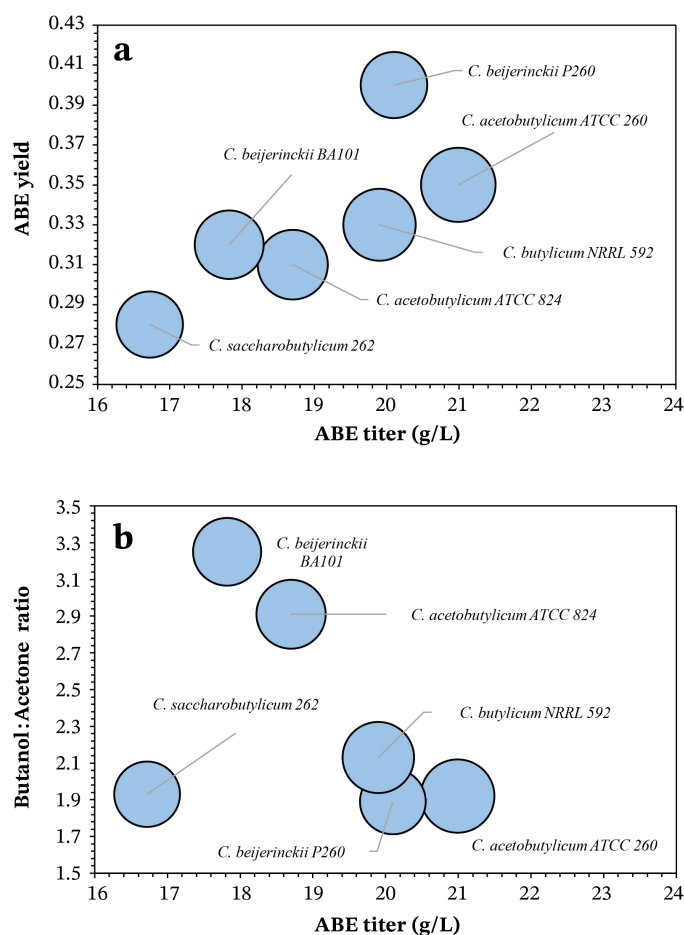 a
0.43
0.41
0.39
0.37
0.35
0.33
0.31
0.29
0.27
0.25
ABE yield
C. beijerinckii P260
C. acetobutylicum ATCC 260
C. beijerinckii BA101
C. butylicum NRRL 592
C. acetobutylicum ATCC 824
C. saccharobutylicum 262
16 17 18 19 20 21 22 23 24
ABE titer (g/L)
b
3.5
3.3
3.1
2.9
2.7
2.5
2.3
2.1
1.9
1.7
1.5
Butanol:Acetone ratio
C. beijerinckii
BA101
C. acetobutylicum ATCC 824
C. saccharobutylicum 262
C. butylicum NRRL 592
C. beijerinckii P260
C. acetobutylicum ATCC 260
16 17 18 19 20 21 22 23 24
ABE titer (g/L)